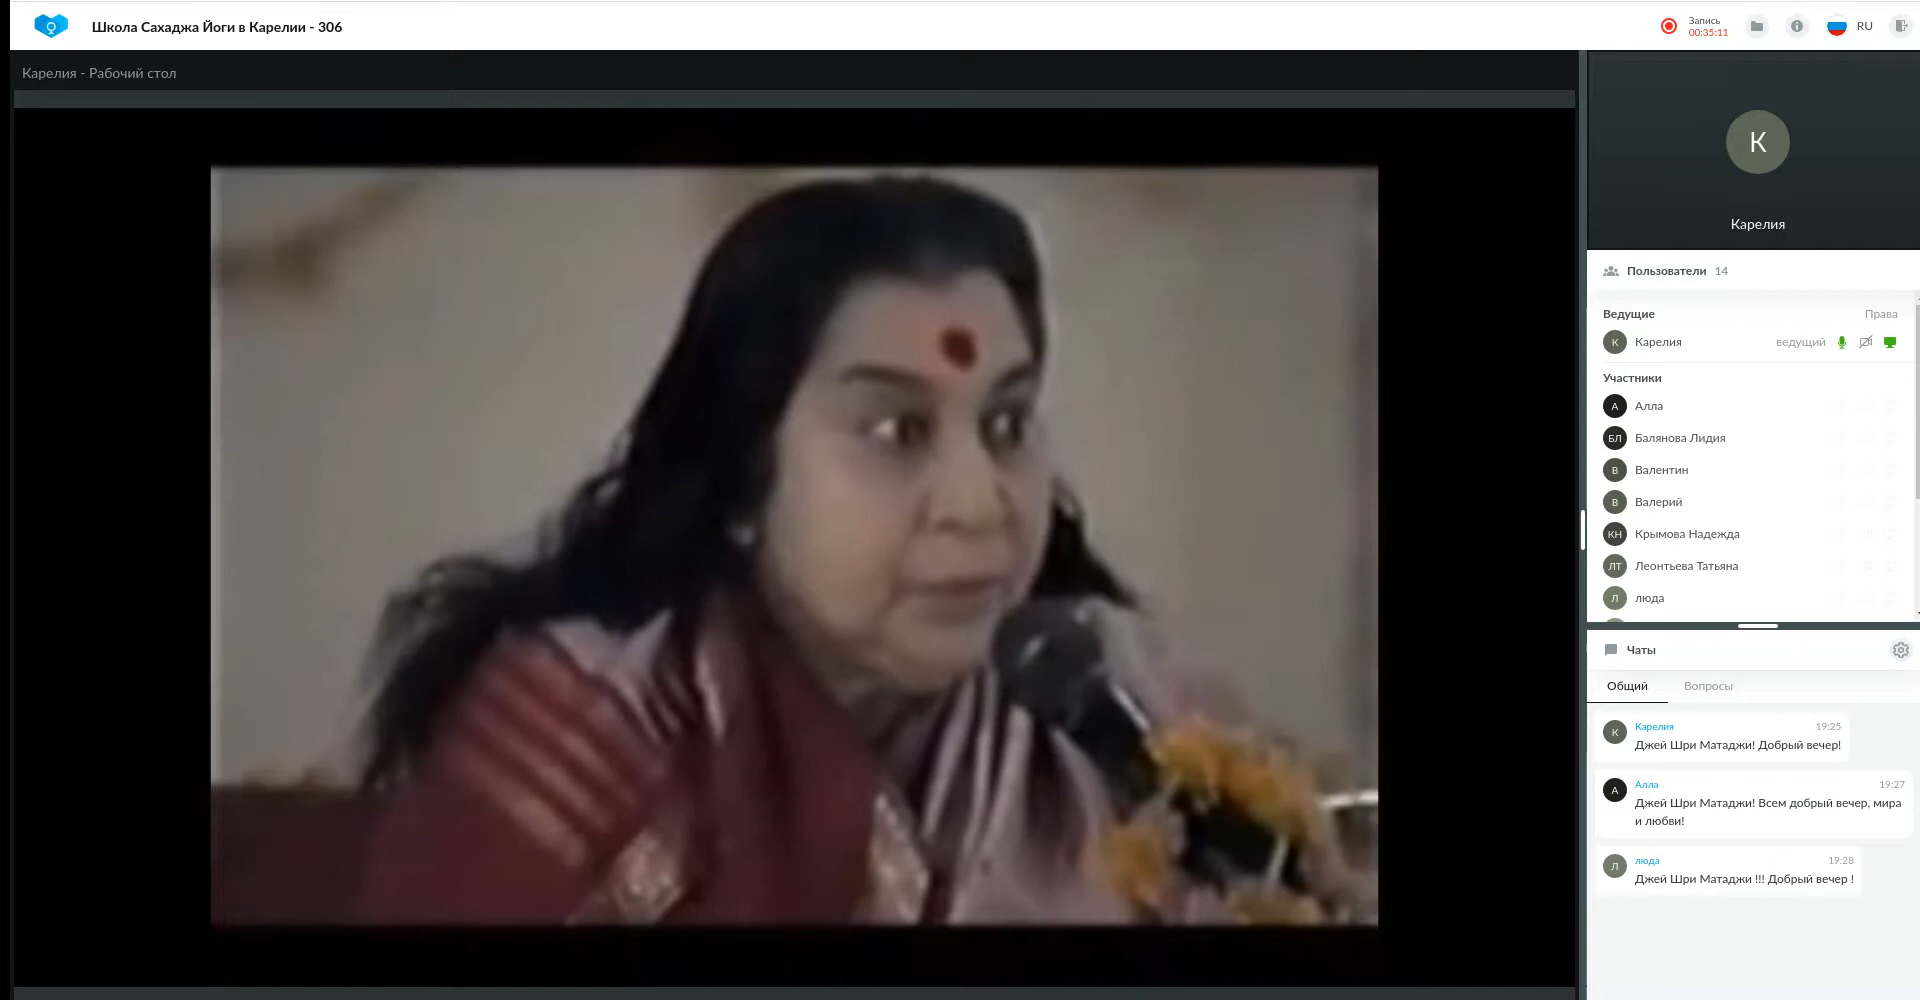 Школа Сахаджа Йоги в Карелии - 306
Запись
00:35:11
RU
Карелия - Рабочий стол
К
Карелия
Пользователи 14
Ведущие Права
К Карелия ведущий
Участники
А Алла
БЛ Балянова Лидия
В Валентин
В Валерий
КН Крымова Надежда
ЛТ Леонтьева Татьяна
Л люда
Чаты
Общий Вопросы
К Карелия 19:25
Джей Шри Матаджи! Добрый вечер!
А Алла 19:27
Джей Шри Матаджи! Всем добрый вечер, мира
и любви!
Л люда 19:28
Джей Шри Матаджи !!! Добрый вечер !